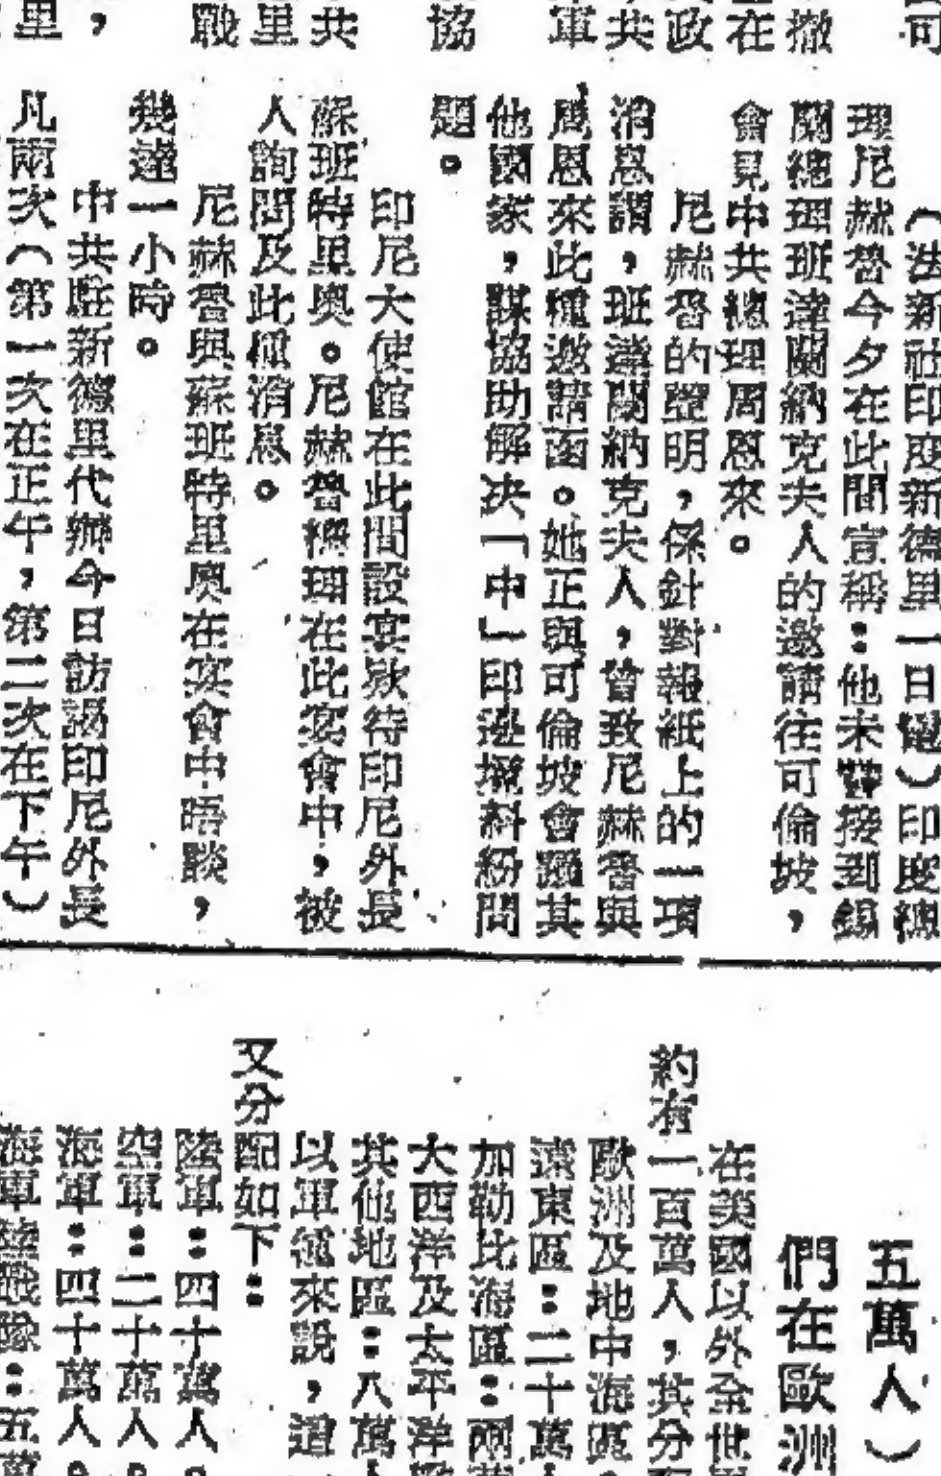 可
撤
在
政
共
軍
協
共
里
戰
，
里
（法新社印度新德里一日電）印度總
理尼赫魯今夕在此間宣稱：他未曾接到錫
蘭總理班達蘭納克夫人的邀請往可倫坡，
會見中共總理周恩來。
尼赫魯的聲明，係針對報紙上的一項
消息謂，班達蘭納克夫人，曾致尼赫魯與
周恩來此種邀請函。她正與可倫坡會議其
他國家，謀協助解決「中」印邊境糾紛問
題。
印尼大使館在此間設宴欵待印尼外長
蘇班特里奧。尼赫魯總理在此宴會中，被
人詢問及此種消息。
尼赫魯與蘇班特里奧在宴會中晤談，
幾達一小時。
中共駐新德里代辦今日訪謁印尼外長
凡兩次（第一次在正午，第二次在下午）
五萬人）
們在歐洲
在美國以外全世
約有一百萬人，其分
歐洲及地中海區
遠東區：二十萬
加勒比海區：兩
大西洋及太平洋
其他地區：八萬
以軍種來說，這
又分配如下：
陸軍：四十萬人。
空軍：二十萬人。
海軍：四十萬人。
海軍陸戰隊：五萬